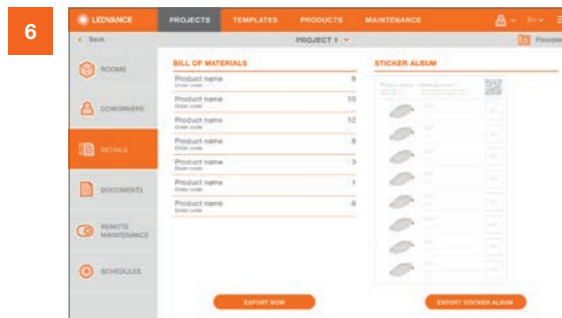 6
LEDVANCE PROJECTS TEMPLATES PRODUCTS MAINTENANCE En
Back PROJECT 1 Floorplan
ROOMS
COWORKERS
DETAILS
DOCUMENTS
REMOTE MAINTENANCE
SCHEDULES
BILL OF MATERIALS
Product name
Order code
Product name 10
Order code
Product name 12
Order code
Product name
Order code
Product name 3
Order code
Product name 1
Order code
Product name
Order code
EXPORT BOM
STICKER ALBUM
EXPORT STICKER ALBUM